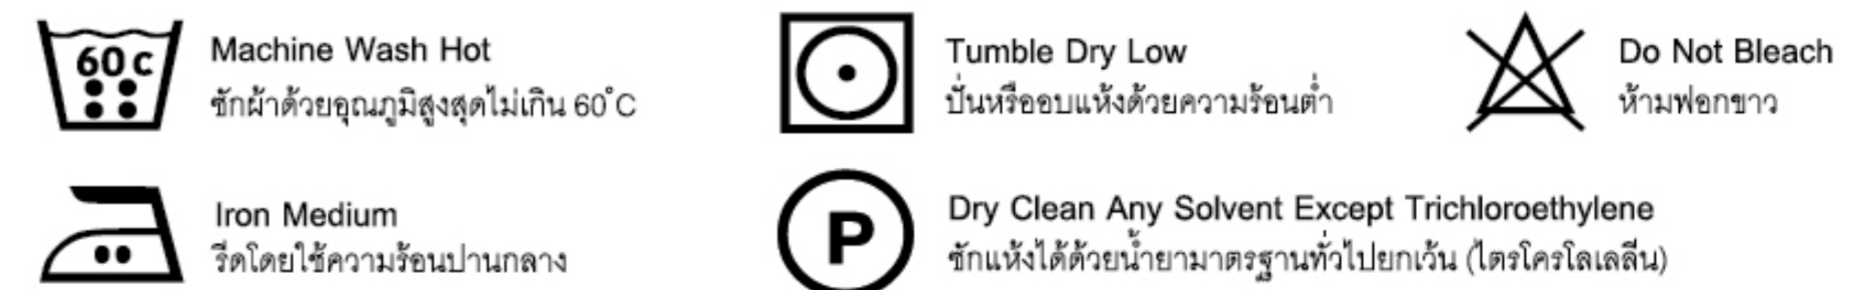 60c
Machine Wash Hot
ซักผ้าด้วยอุณภูมิสูงสุดไม่เกิน 60˚C
Tumble Dry Low
ปั่นหรืออบแห้งด้วยความร้อนต่ำ
Do Not Bleach
ห้ามฟอกขาว
Iron Medium
รีดโดยใช้ความร้อนปานกลาง
P
Dry Clean Any Solvent Except Trichloroethylene
ซักแห้งได้ด้วยน้ำยามาตรฐานทั่วไปยกเว้น (ไตรโครโลเลลีน)